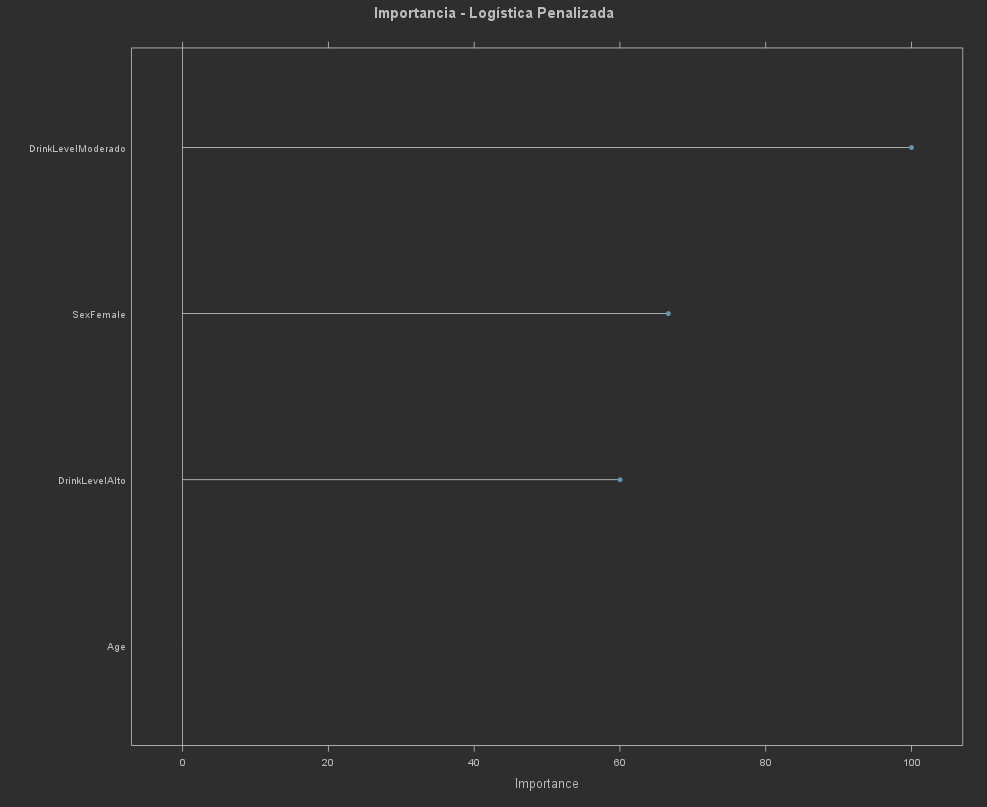 Importancia - Logística Penalizada
DrinkLevelModerado
SexFemale
DrinkLevelAlto
Age
0 20 40 60 80 100
Importance